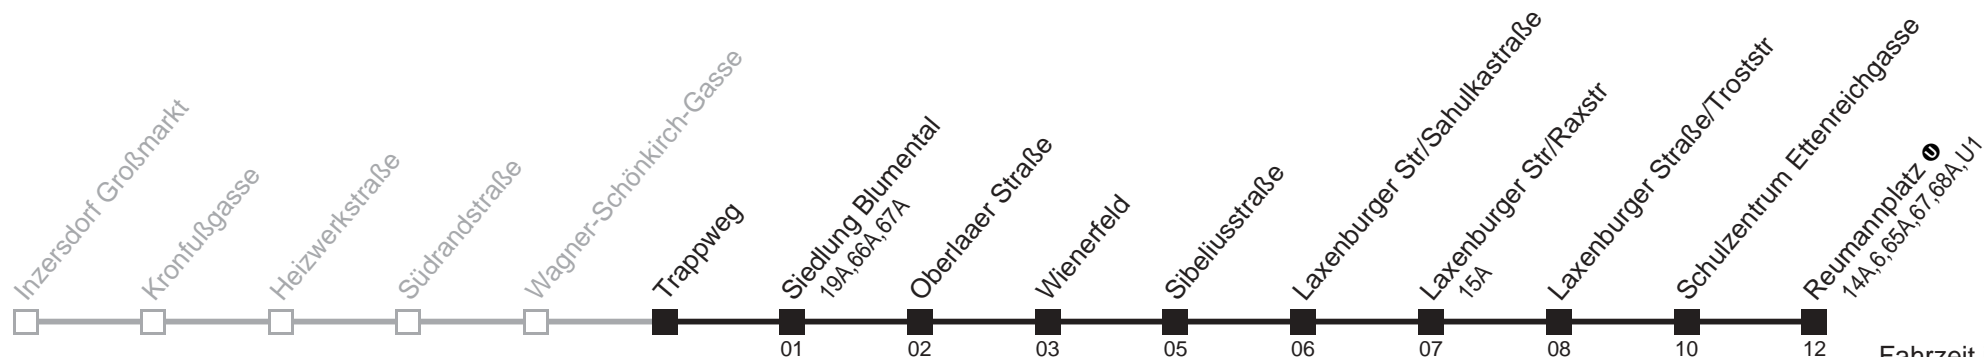 Inzersdorf Großmarkt
Kronfußgasse
Heizwerkstraße
Südrandstraße
Wagner-Schönkirch-Gasse
Trappweg
Siedlung Blumental
19A,66A,67A
Oberlaaer Straße
Wienerfeld
Sibeliusstraße
Laxenburger Str/Sahulkastraße
Laxenburger Str/Raxstr
15A
Laxenburger Straße/Troststr
Schulzentrum Ettenreichgasse
Reumannplatz U
14A,6,65A,67,68A,U1
01 02 03 05 06 07 08 10 12 Fahrzeit